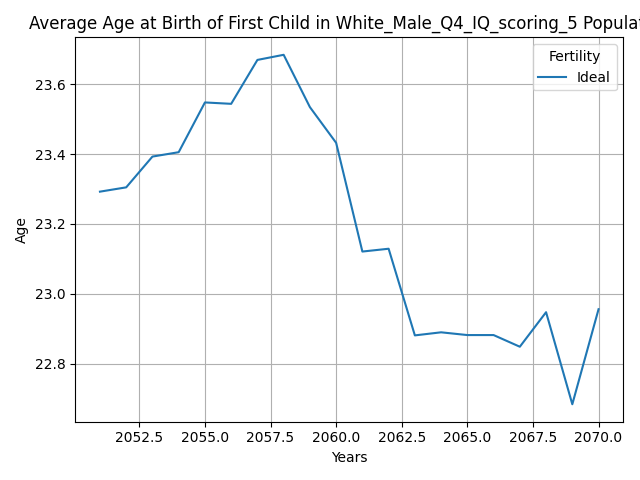 Average Age at Birth of First Child in White_Male_Q4_IQ_scoring_5
Fertility
Ideal
23.6
23.4
23.2
23.0
22.8
Age
2052.5 2055.0 2057.5 2060.0 2062.5 2065.0 2067.5 2070.0
Years